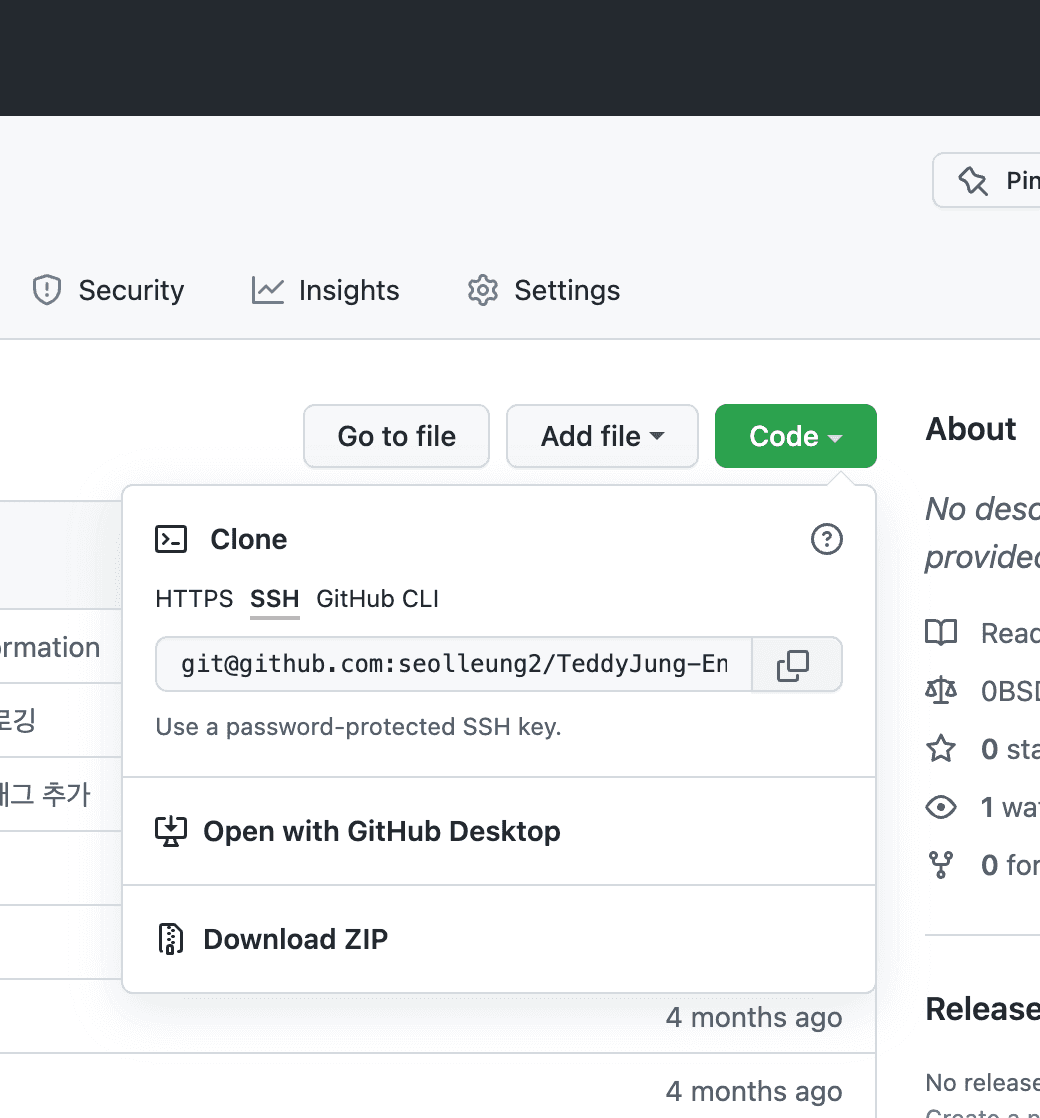 Pin
Security
Insights
Settings
Go to file
Add file
Code
About
Clone
No desc
provided
HTTPS SSH GitHub CLI
rmation
Read
git@github.com:seolleung2/TeddyJung-En
0BSD
로깅
Use a password-protected SSH key.
0 sta
태그 추가
1 wat
Open with GitHub Desktop
0 for
Download ZIP
Release
4 months ago
No release
4 months ago